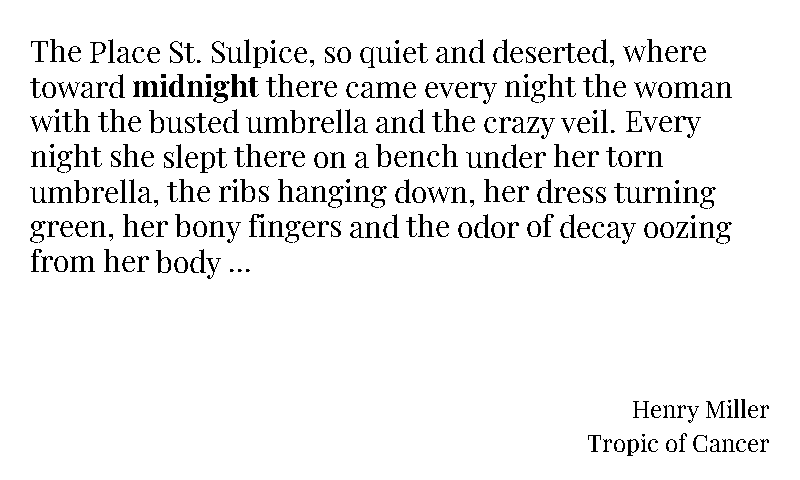 The Place St. Sulpice, so quiet and deserted, where
toward midnight there came every night the woman
with the busted umbrella and the crazy veil. Every
night she slept there on a bench under her torn
umbrella, the ribs hanging down, her dress turning
green, her bony fingers and the odor of decay oozing
from her body ...
Henry Miller
Tropic of Cancer